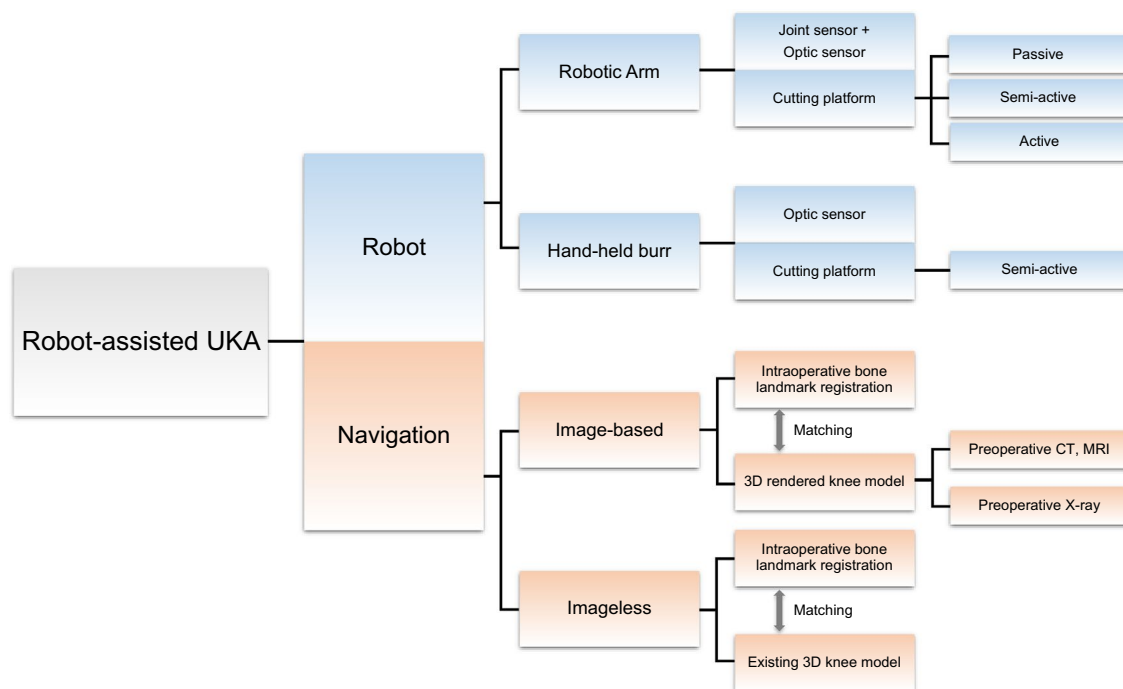 Robot-assisted UKA
Robot
Navigation
Robotic Arm
Joint sensor +
Optic sensor
Cutting platform
Passive
Semi-active
Active
Hand-held burr
Optic sensor
Cutting platform
Semi-active
Image-based
Intraoperative bone
landmark registration
Matching
3D rendered knee model
Preoperative CT, MRI
Preoperative X-ray
Imageless
Intraoperative bone
landmark registration
Matching
Existing 3D knee model